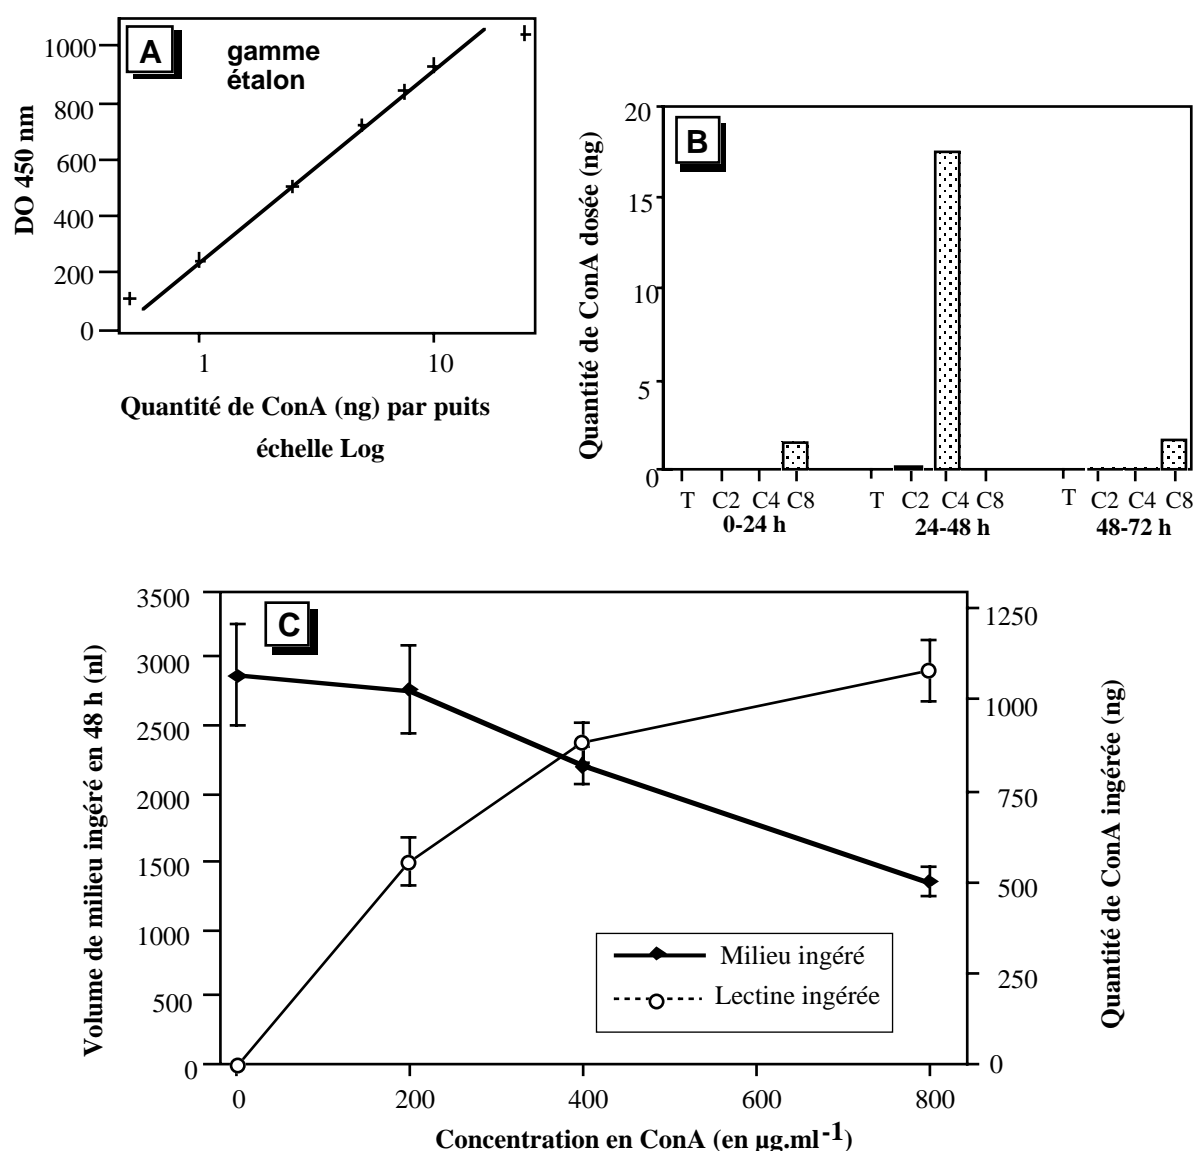 A
gamme
étalon
DO 450 nm
1000
800
600
400
200
0
1
10
Quantité de ConA (ng) par puits
échelle Log
B
Quantité de ConA dosée (ng)
20
15
10
5
0
T C2 C4 C8
T C2 C4 C8
T C2 C4 C8
0-24 h
24-48 h
48-72 h
C
Volume de milieu ingéré en 48 h (nl)
3500
3000
2500
2000
1500
1000
500
0
Quantité de ConA ingérée (ng)
1250
1000
750
500
250
0
Milieu ingéré
Lectine ingérée
0
200
400
600
800
Concentration en ConA (en µg.ml-1)